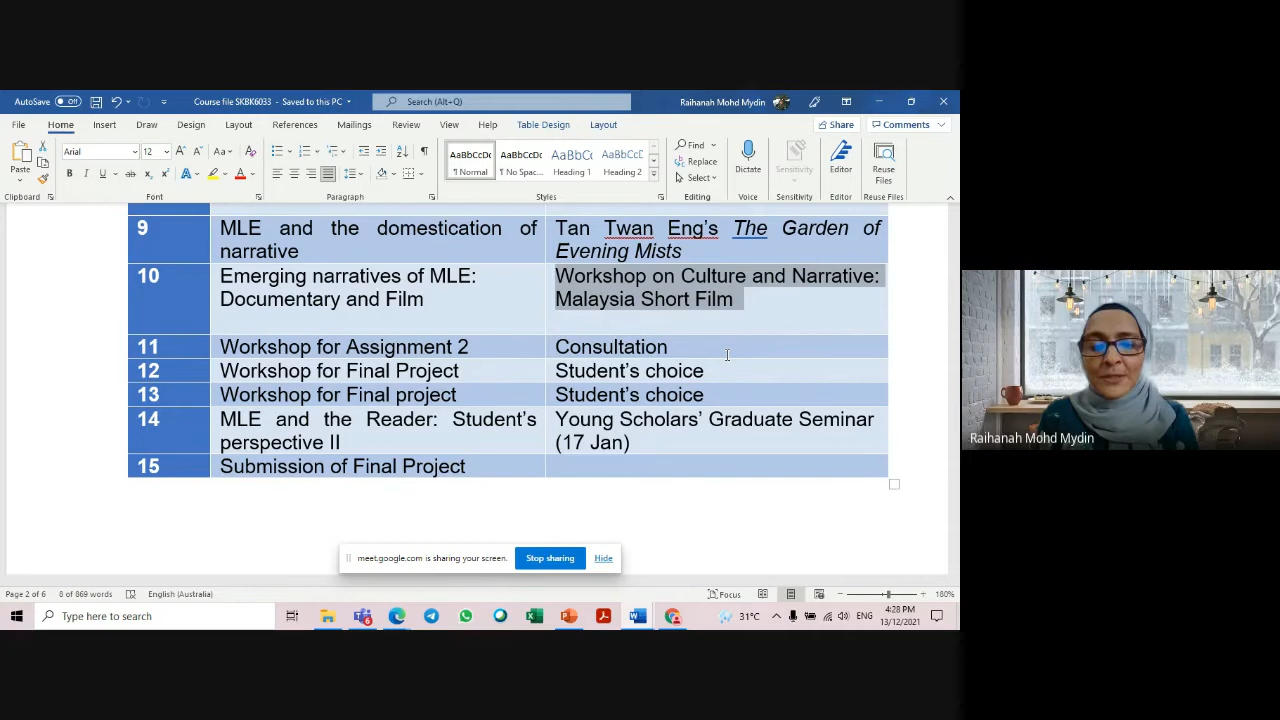 AutoSave Off Course file SKBK6033 - Saved to this PC Search (Alt+Q) Raihanah Mohd Mydin
File Home Insert Draw Design Layout References Mailings Review View Help Table Design Layout Share Comments
Paste Arial 12 AaBbCcDc AaBbCcDc AaBbCc AaBbCcD Find Replace Select Dictate Sensitivity Editor Reuse Files
¶ Normal ¶ No Spac... Heading 1 Heading 2
Clipboard Font Paragraph Styles Editing Voice Sensitivity Editor Reuse Files
9 MLE and the domestication of Tan Twan Eng's The Garden of
narrative Evening Mists
10 Emerging narratives of MLE: Workshop on Culture and Narrative:
Documentary and Film Malaysia Short Film
11 Workshop for Assignment 2 Consultation
12 Workshop for Final Project Student's choice
13 Workshop for Final project Student's choice
14 MLE and the Reader: Student's Young Scholars' Graduate Seminar
perspective II (17 Jan)
15 Submission of Final Project
Raihanah Mohd Mydin
meet.google.com is sharing your screen. Stop sharing Hide
Page 2 of 6 8 of 869 words English (Australia) Focus 180%
Type here to search 31°C ENG 4:28 PM
13/12/2021